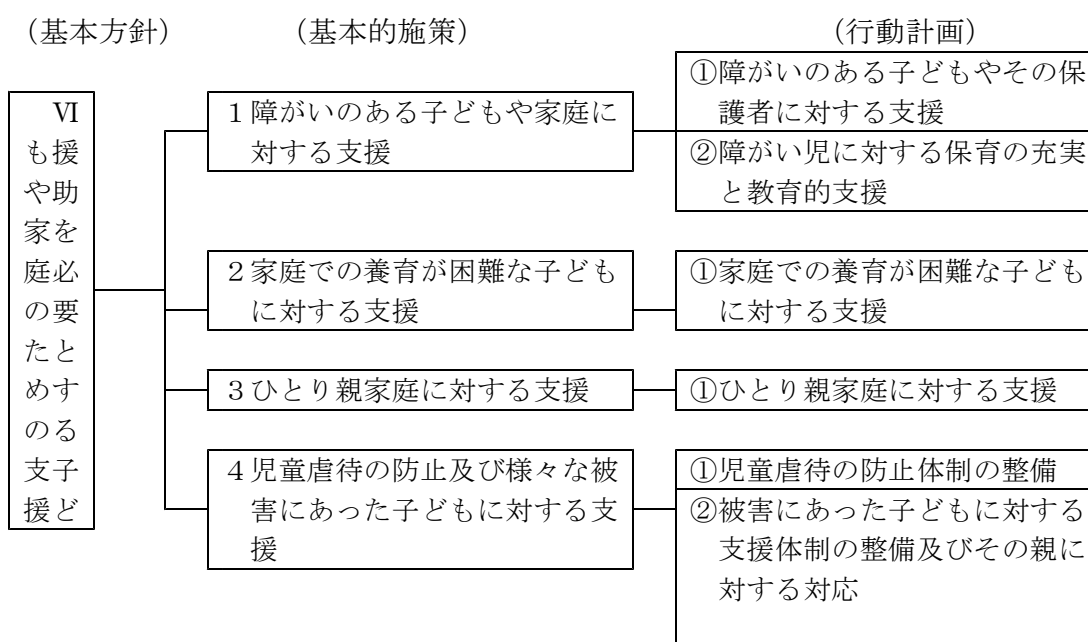 (基本方針) (基本的施策) (行動計画)
Ⅵ援助を必要とする子ど
もや家庭のための支援
1障がいのある子どもや家庭に
対する支援
①障がいのある子どもやその保
護者に対する支援
②障がい児に対する保育の充実
と教育的支援
2家庭での養育が困難な子ども
に対する支援
①家庭での養育が困難な子ども
に対する支援
3ひとり親家庭に対する支援
①ひとり親家庭に対する支援
4児童虐待の防止及び様々な被
害にあった子どもに対する支
援
①児童虐待の防止体制の整備
②被害にあった子どもに対する
支援体制の整備及びその親に
対する対応